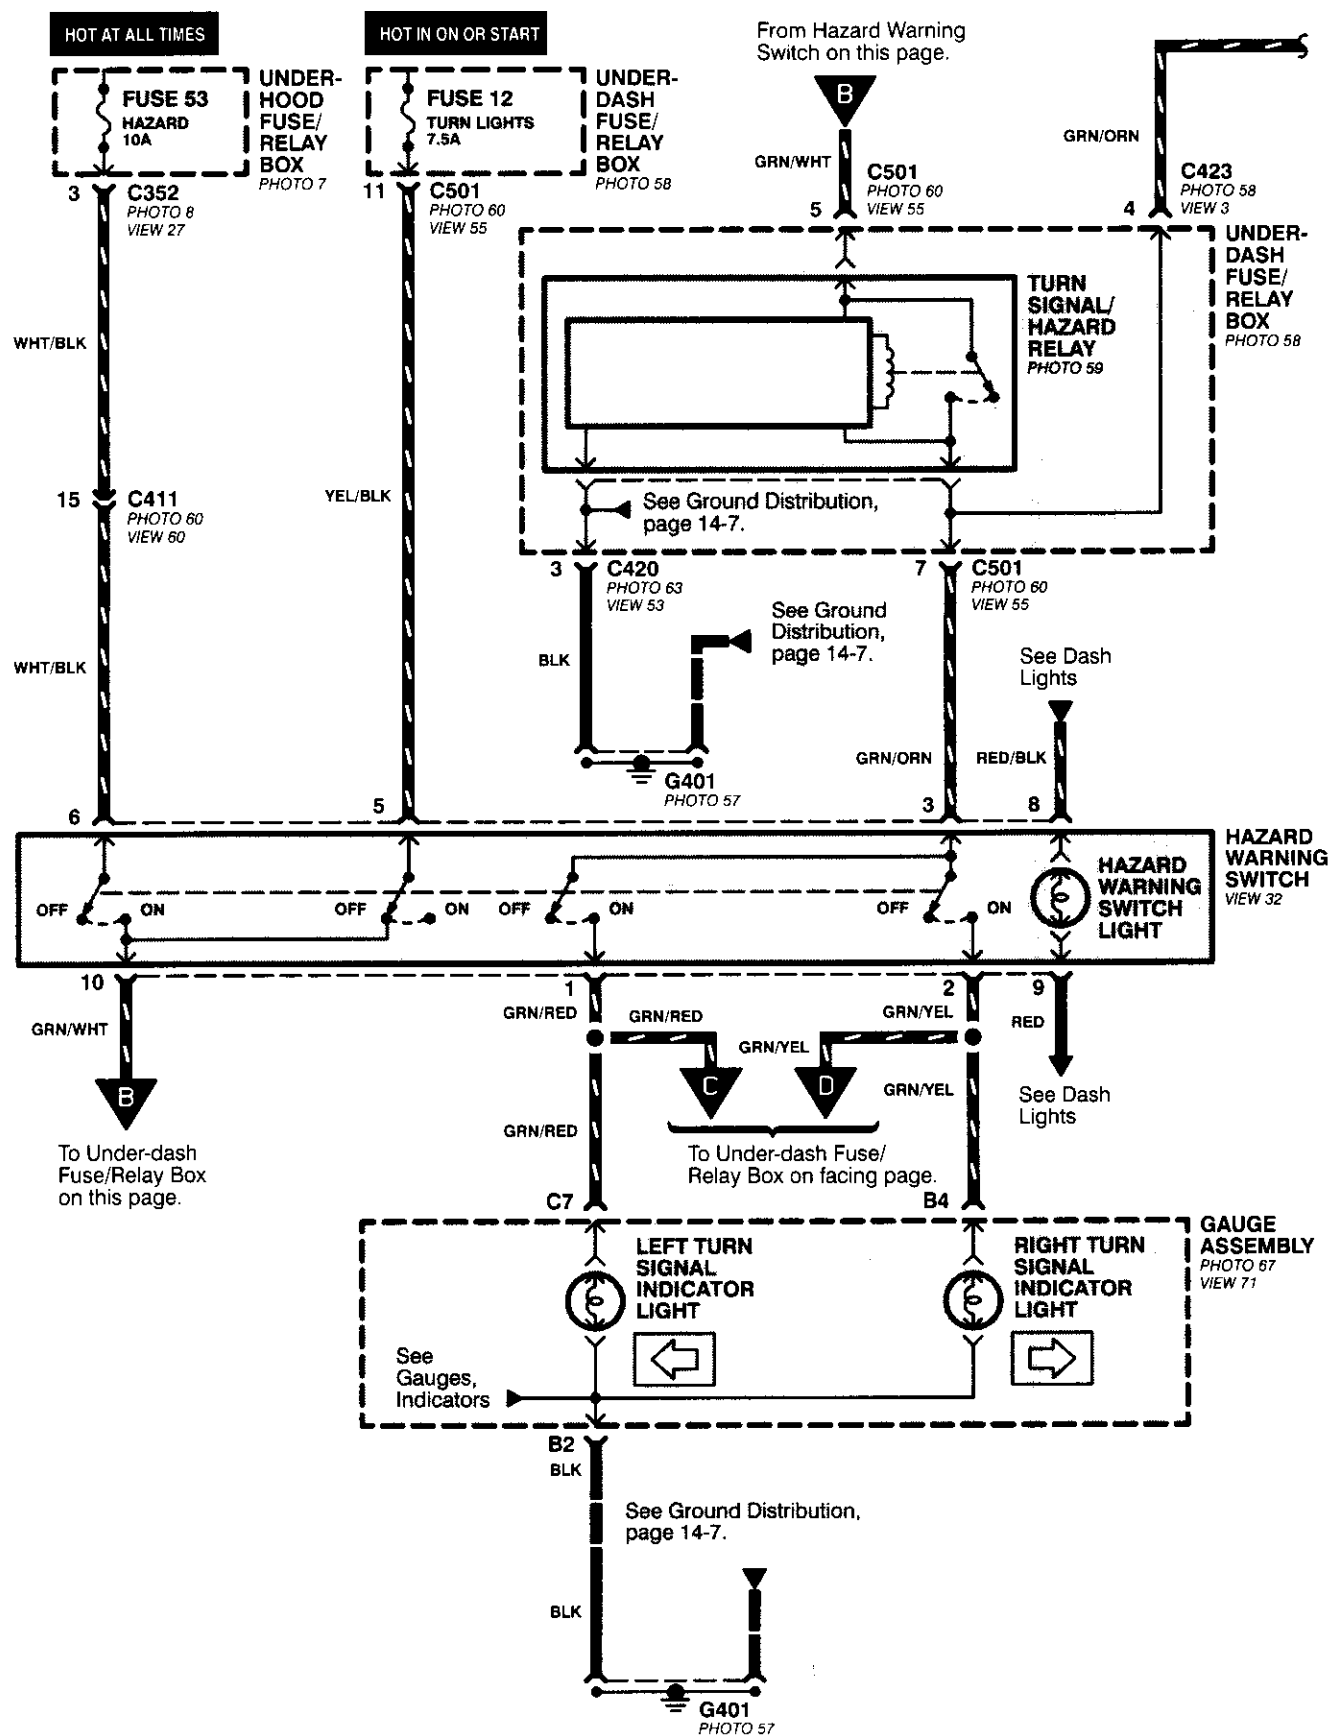 HOT AT ALL TIMES
HOT IN ON OR START
From Hazard Warning
Switch on this page.
B
FUSE 53
HAZARD
10A
UNDER-
HOOD
FUSE/
RELAY
BOX
PHOTO 7
FUSE 12
TURN LIGHTS
7.5A
UNDER-
DASH
FUSE/
RELAY
BOX
PHOTO 58
GRN/WHT
GRN/ORN
3
C352
PHOTO 8
VIEW 27
11
C501
PHOTO 60
VIEW 55
5
C501
PHOTO 60
VIEW 55
4
C423
PHOTO 58
VIEW 3
UNDER-
DASH
FUSE/
RELAY
BOX
PHOTO 58
TURN
SIGNAL/
HAZARD
RELAY
PHOTO 59
WHT/BLK
15
C411
PHOTO 60
VIEW 60
YEL/BLK
See Ground Distribution,
page 14-7.
3
C420
PHOTO 63
VIEW 53
7
C501
PHOTO 60
VIEW 55
See Ground
Distribution,
page 14-7.
WHT/BLK
BLK
See Dash
Lights
GRN/ORN
RED/BLK
G401
PHOTO 57
6
5
3
8
HAZARD
WARNING
SWITCH
VIEW 32
HAZARD
WARNING
SWITCH
LIGHT
OFF
ON
OFF
ON
OFF
ON
OFF
ON
10
1
2
9
GRN/WHT
GRN/RED
GRN/RED
GRN/YEL
GRN/YEL
RED
B
C
D
GRN/YEL
See Dash
Lights
GRN/RED
To Under-dash
Fuse/Relay Box
on this page.
To Under-dash Fuse/
Relay Box on facing page.
C7
B4
LEFT TURN
SIGNAL
INDICATOR
LIGHT
RIGHT TURN
SIGNAL
INDICATOR
LIGHT
GAUGE
ASSEMBLY
PHOTO 67
VIEW 71
See
Gauges,
Indicators
B2
BLK
See Ground Distribution,
page 14-7.
BLK
G401
PHOTO 57